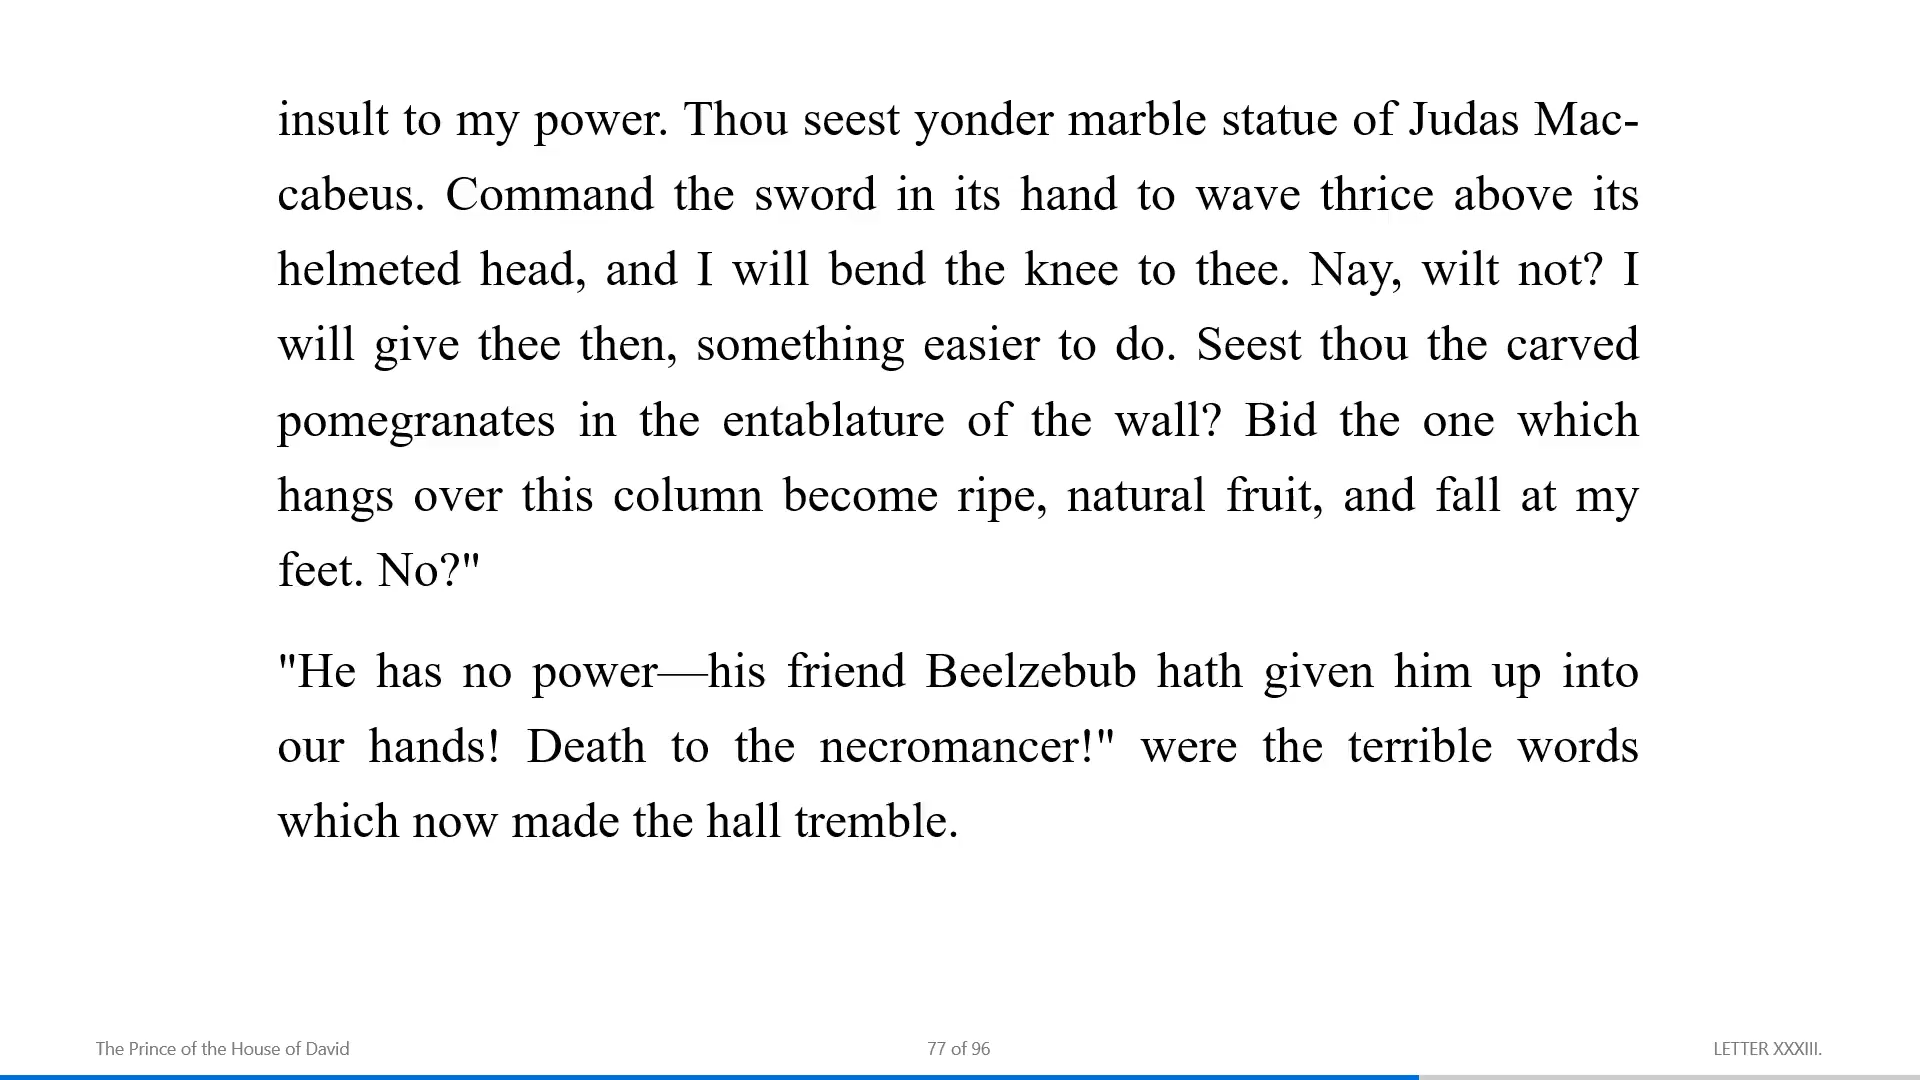 insult to my power. Thou seest yonder marble statue of Judas Mac-
cabeus. Command the sword in its hand to wave thrice above its
helmeted head, and I will bend the knee to thee. Nay, wilt not? I
will give thee then, something easier to do. Seest thou the carved
pomegranates in the entablature of the wall? Bid the one which
hangs over this column become ripe, natural fruit, and fall at my
feet. No?"
"He has no power—his friend Beelzebub hath given him up into
our hands! Death to the necromancer!" were the terrible words
which now made the hall tremble.
The Prince of the House of David
77 of 96
LETTER XXXIII.